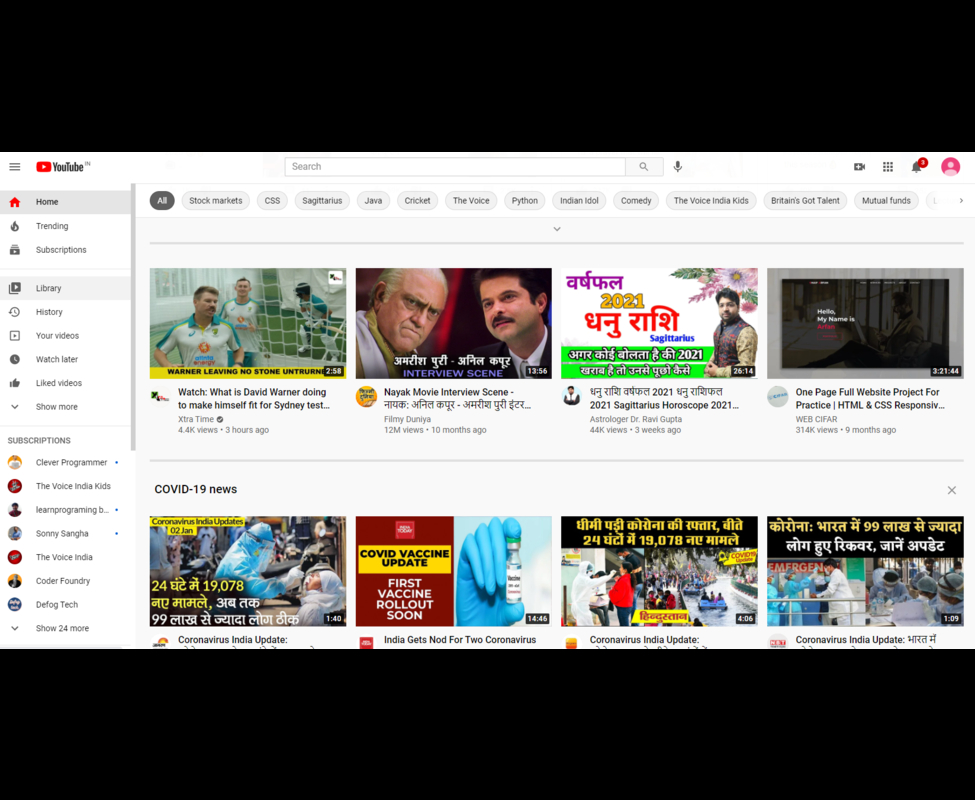 YouTube IN
Search
3
Home
Trending
Subscriptions
Library
History
Your videos
Watch later
Liked videos
Show more
SUBSCRIPTIONS
Clever Programmer
The Voice India Kids
learnprograming b...
Sonny Sangha
The Voice India
Coder Foundry
Defog Tech
Show 24 more
All
Stock markets
CSS
Sagittarius
Java
Cricket
The Voice
Python
Indian Idol
Comedy
The Voice India Kids
Britain's Got Talent
Mutual funds
WARNER LEAVING NO STONE UNTURNE
2:58
Watch: What is David Warner doing
to make himself fit for Sydney test...
Xtra Time
4.4K views • 3 hours ago
अमरीश पुरी - अनिल कपूर
INTERVIEW SCENE
13:56
Nayak Movie Interview Scene -
नायक: अनिल कपूर - अमरीश पुरी इंटर...
Filmy Duniya
12M views • 10 months ago
वर्षफल
2021
धनु राशि
Sagittarius
अगर कोई बोलता है की 2021
खराब है तो उनसे पूछो कैसे
26:14
धनु राशि वर्षफल 2021 धनु राशिफल
2021 Sagittarius Horoscope 2021...
Astrologer Dr. Ravi Gupta
44K views • 3 weeks ago
Hello,
My Name is
Arfan
3:21:44
One Page Full Website Project For
Practice | HTML & CSS Responsiv...
WEB CIFAR
314K views • 9 months ago
COVID-19 news
Coronavirus India Updates
02 Jan
24 घंटे में 19,078
नए मामले, अब तक
99 लाख से ज्यादा लोग ठीक
1:40
Coronavirus India Update:
INDIA TODAY
COVID VACCINE
UPDATE
FIRST
VACCINE
ROLLOUT
SOON
Vaccine
14:46
India Gets Nod For Two Coronavirus
धीमी पड़ी कोरोना की रफ्तार, बीते
24 घंटों में 19,078 नए मामले
COVID19
Update
हिन्दुस्तान
4:06
Coronavirus India Update:
कोरोना: भारत में 99 लाख से ज्यादा
लोग हुए रिकवर, जानें अपडेट
EMERGEN
1:09
Coronavirus Update: भारत में